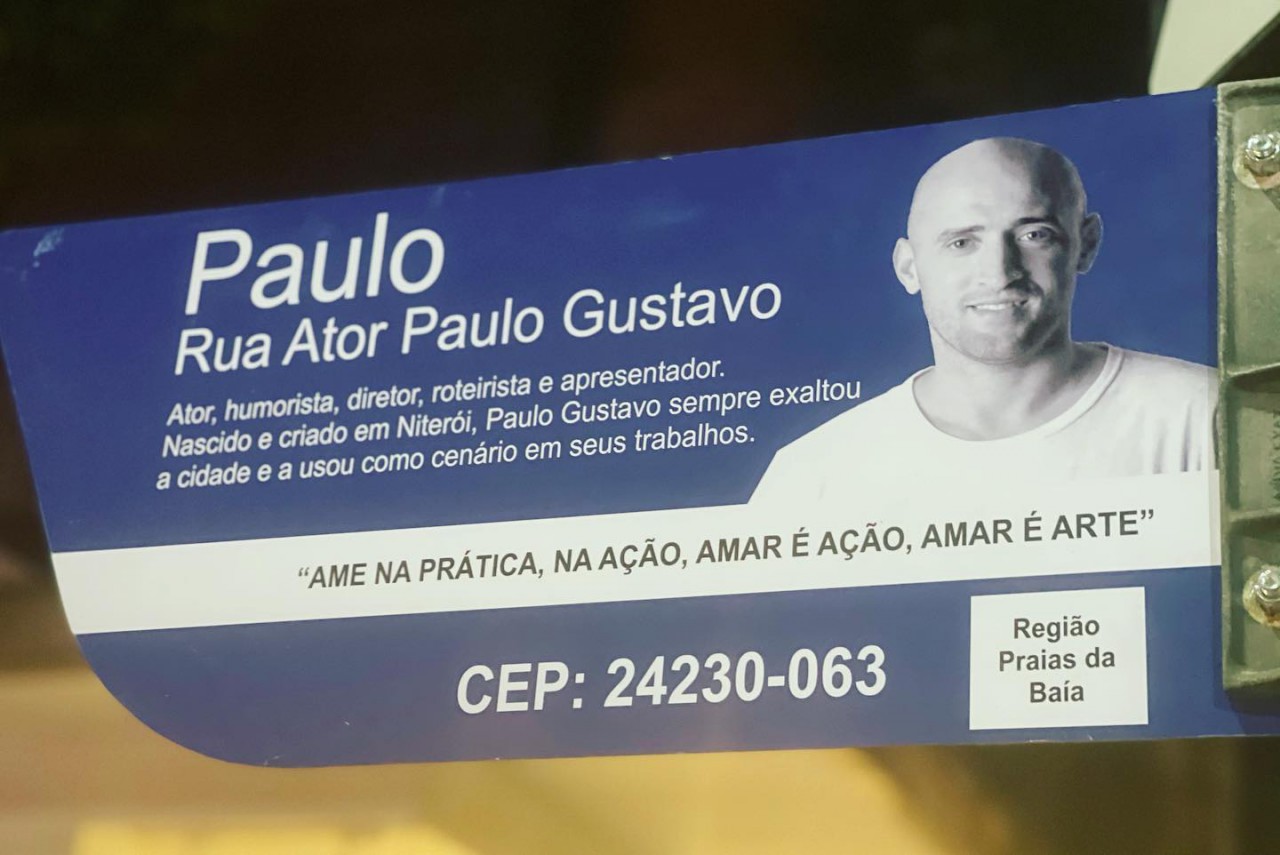 Paulo
Rua Ator Paulo Gustavo
Ator, humorista, diretor, roteirista e apresentador.
Nascido e criado em Niterói, Paulo Gustavo sempre exaltou
a cidade e a usou como cenário em seus trabalhos.
“AME NA PRÁTICA, NA AÇÃO, AMAR É AÇÃO, AMAR É ARTE”
CEP: 24230-063
Região
Praias da
Baía